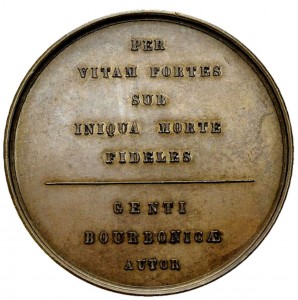 PER
VITAM FORTES
SUB
INIQUA MORTE
FIDELES
GENTI
BOURBONICÆ
AUTOR